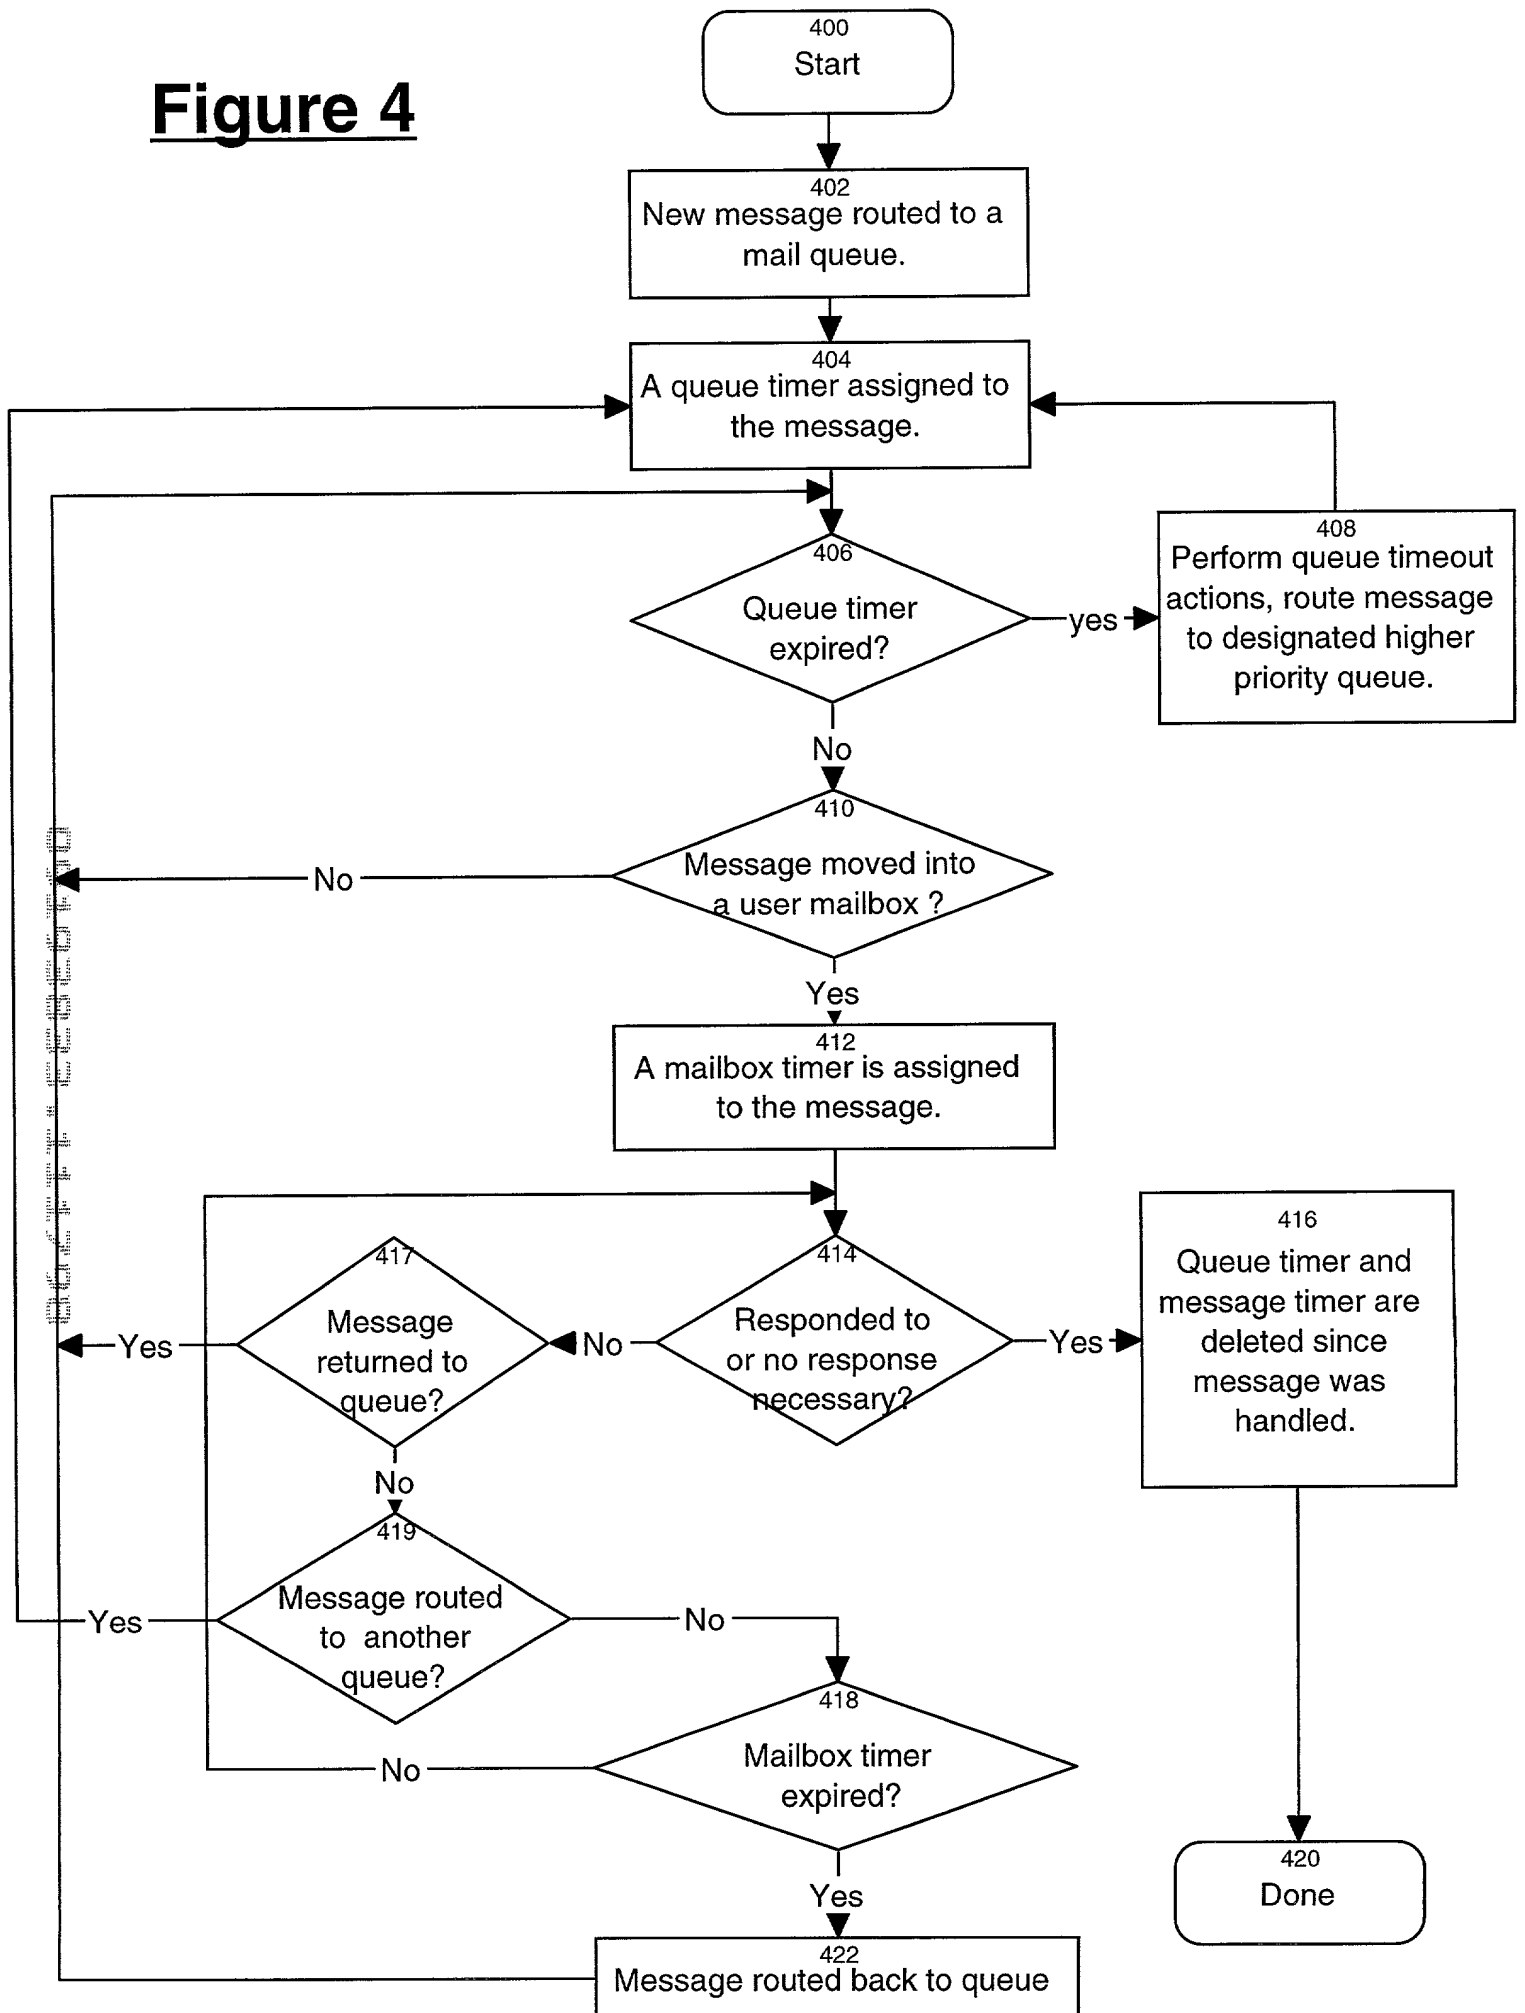 Figure 4
400
Start
402
New message routed to a
mail queue.
404
A queue timer assigned to
the message.
406
Queue timer
expired?
yes
408
Perform queue timeout
actions, route message
to designated higher
priority queue.
No
410
Message moved into
a user mailbox ?
No
Yes
412
A mailbox timer is assigned
to the message.
414
Responded to
or no response
necessary?
Yes
416
Queue timer and
message timer are
deleted since
message was
handled.
No
417
Message
returned to
queue?
Yes
No
419
Message routed
to another
queue?
Yes
No
418
Mailbox timer
expired?
No
Yes
420
Done
422
Message routed back to queue